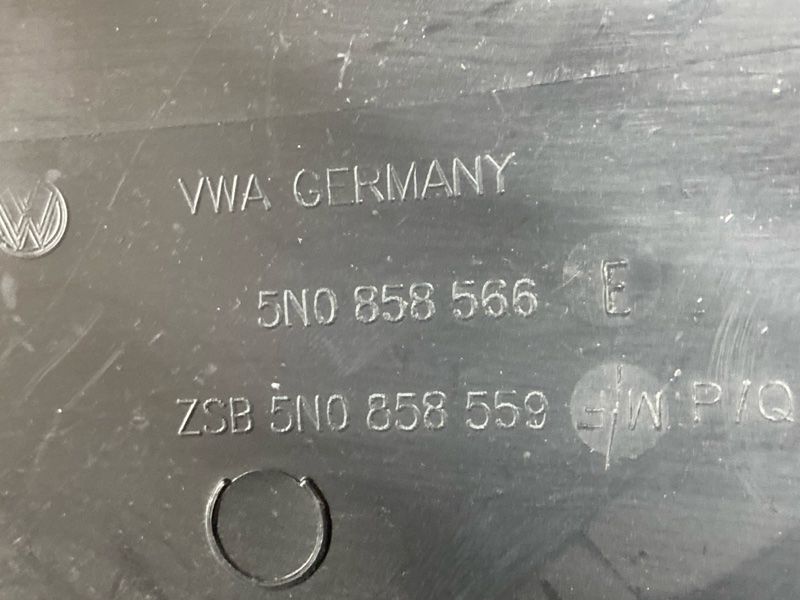 VWA GERMANY
5N0 858 566 E
ZSB 5N0 858 559 F/M P/Q